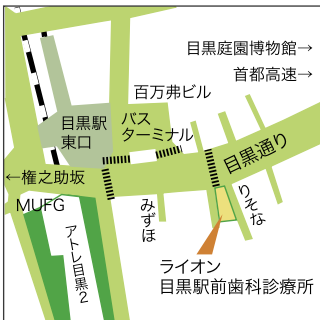 目黒庭園博物館→
首都高速→
百万弗ビル
目黒駅
東口
バス
ターミナル
目黒通り
←権之助坂
MUFG
みずほ
りそな
アトレ目黒2
ライオン
目黒駅前歯科診療所